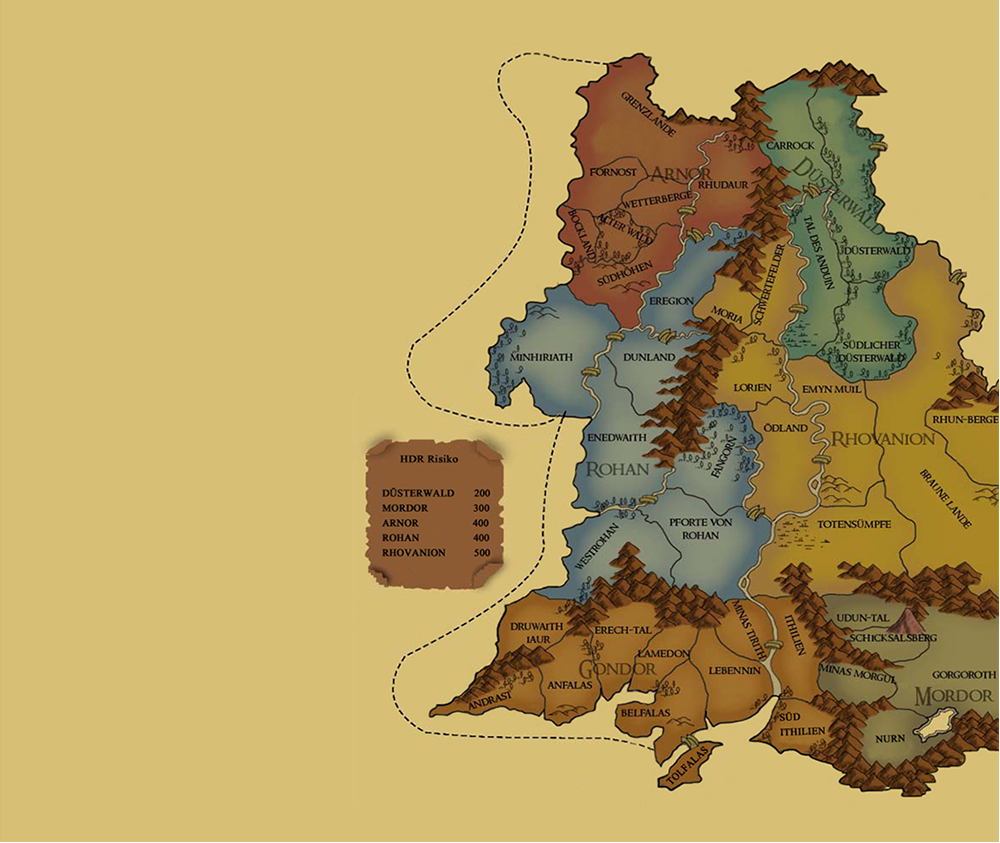 GRENZLANDE
CARROCK
FORNOST
ARNOR
RHUDAUR
DÜSTERWALD
WETTERBERGE
BOCKLAND
ALTER WALD
TAL DES ANDUIN
DÜSTERWALD
SÜDHÖHEN
SCHWERTEFELDER
EREGION
MORIA
MINHIRIATH
DUNLAND
SÜDLICHER
DÜSTERWALD
LORIEN
EMYN MUIL
RHUN-BERGE
ÖDLAND
ENEDWAITH
RHOVANION
FANGORN
ROHAN
BRAUNE LANDE
HDR Risiko
DÜSTERWALD 200
MORDOR 300
ARNOR 400
ROHAN 400
RHOVANION 500
PFORTE VON
ROHAN
TOTENSÜMPFE
WESTROHAN
DRUWAITH
IAUR
ERECH-TAL
MINAS TIRITH
ITHILIEN
UDUN-TAL
SCHICKSALSBERG
LAMEDON
GONDOR
LEBENNIN
MINAS MORGUL
GORGOROTH
ANFALAS
ANDRAST
MORDOR
BELFALAS
SÜD
ITHILIEN
NURN
TOLFALAS